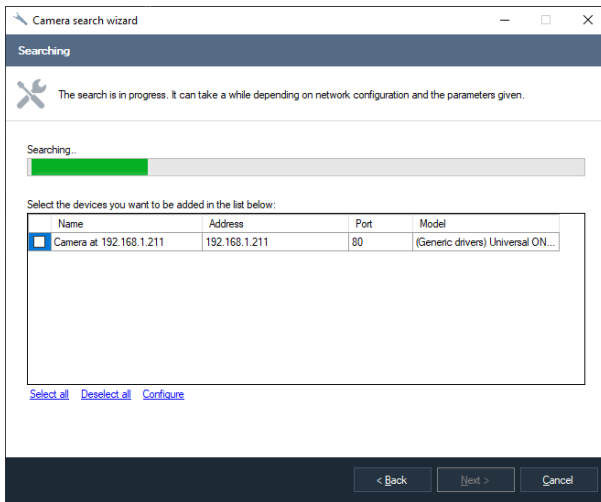 Camera search wizard
Searching
The search is in progress. It can take a while depending on network configuration and the parameters given.
Searching..
Select the devices you want to be added in the list below:
Name Address Port Model
Camera at 192.168.1.211 192.168.1.211 80 (Generic drivers) Universal ON...
Select all Deselect all Configure
< Back Next > Cancel